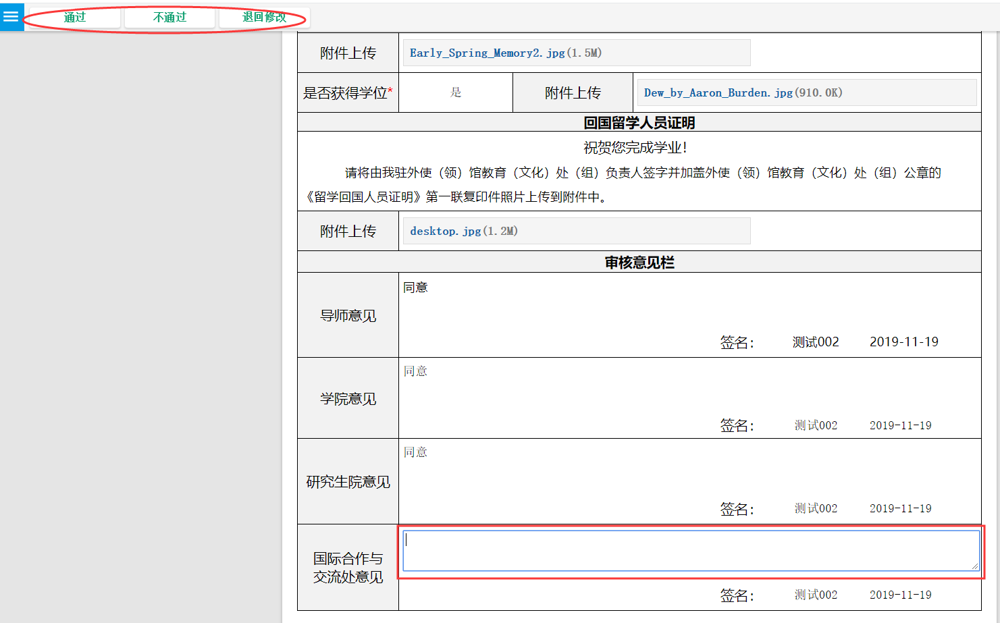 通过 不通过 退回修改
附件上传 Early_Spring_Memory2.jpg(1.5M)
是否获得学位* 是 附件上传 Dew_by_Aaron_Burden.jpg(910.0K)
回国留学人员证明
祝贺您完成学业！
请将由我驻外使（领）馆教育（文化）处（组）负责人签字并加盖外使（领）馆教育（文化）处（组）公章的
《留学回国人员证明》第一联复印件照片上传到附件中。
附件上传 desktop.jpg(1.2M)
审核意见栏
同意
导师意见
签名： 测试002 2019-11-19
同意
学院意见
签名： 测试002 2019-11-19
同意
研究生院意见
签名： 测试002 2019-11-19
国际合作与
交流处意见
签名： 测试002 2019-11-19